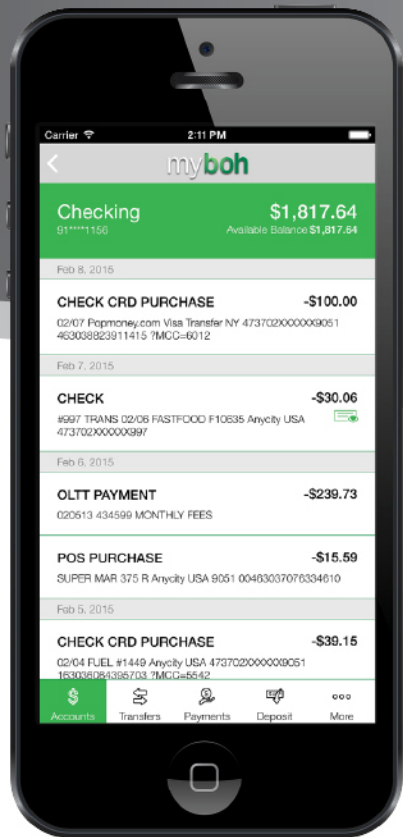 Carrier 2:11 PM
myboh
Checking $1,817.64
91****1156 Available Balance $1,817.64
Feb 8, 2015
CHECK CRD PURCHASE -$100.00
02/07 Popmoney.com Visa Transfer NY 473702XXXXXX9051
463038823911415 ?MCC=6012
Feb 7, 2015
CHECK -$30.06
#997 TRANS 02/06 FASTFOOD F10635 Anycity USA
473702XXXXXX997
Feb 6, 2015
OLTT PAYMENT -$239.73
020513 434599 MONTHLY FEES
POS PURCHASE -$15.59
SUPER MAR 375 R Anycity USA 9051 00463037076334610
Feb 5, 2015
CHECK CRD PURCHASE -$39.15
02/04 FUEL #1449 Anycity USA 473702XXXXXX9051
163036084395703 ?MCC=5542
Accounts Transfers Payments Deposit More